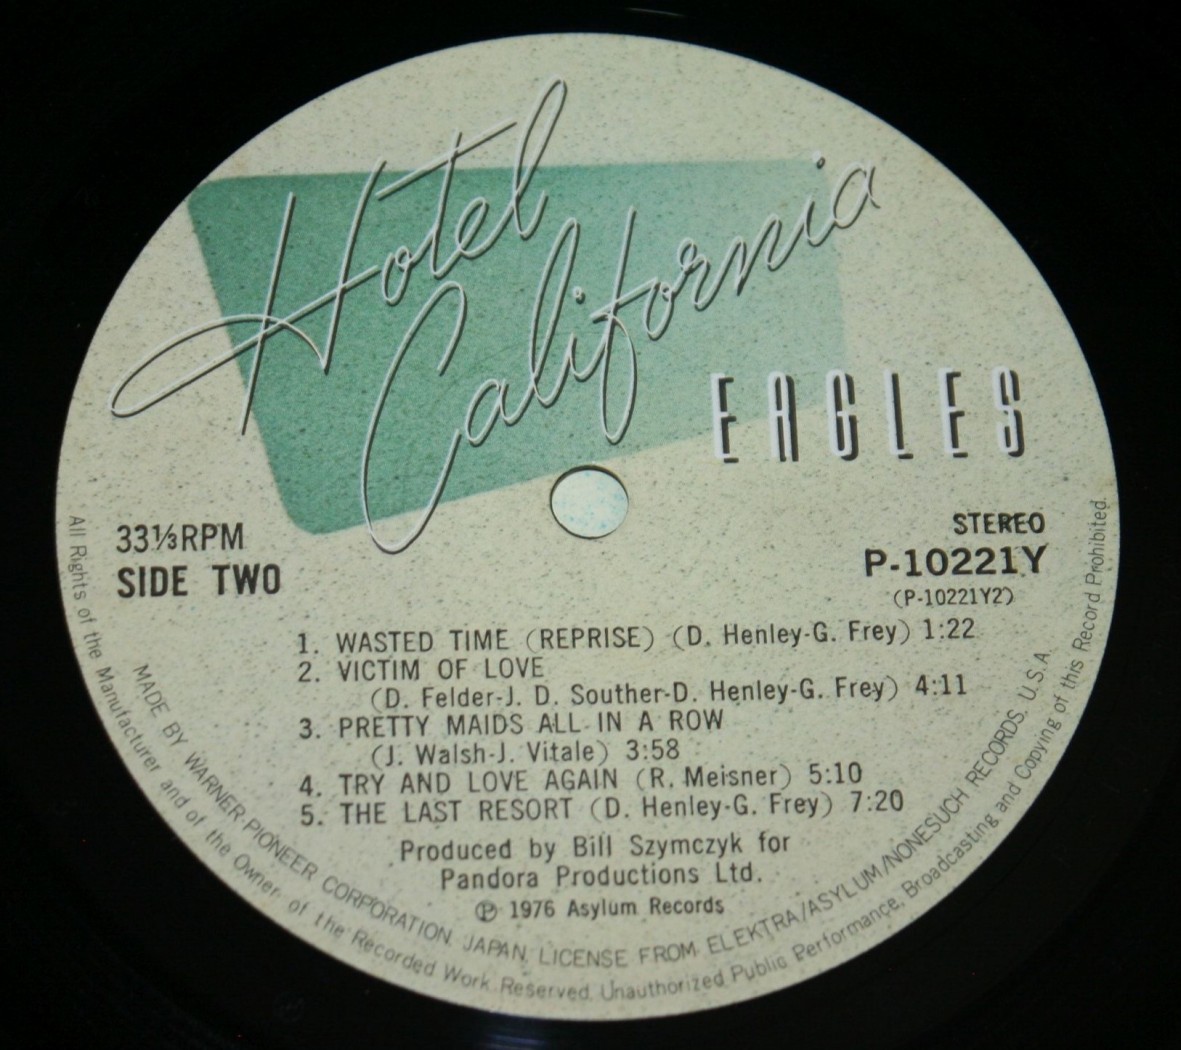 Hotel
California
EAGLES
STEREO
33⅓RPM
P-10221Y
SIDE TWO
(P-10221Y2)
1. WASTED TIME (REPRISE) (D. Henley-G. Frey) 1:22
2. VICTIM OF LOVE
(D. Felder-J. D. Souther-D. Henley-G. Frey) 4:11
3. PRETTY MAIDS ALL IN A ROW
(J. Walsh-J. Vitale) 3:58
4. TRY AND LOVE AGAIN (R. Meisner) 5:10
5. THE LAST RESORT (D. Henley-G. Frey) 7:20
Produced by Bill Szymczyk for
Pandora Productions Ltd.
℗ 1976 Asylum Records
MADE BY WARNER-PIONEER CORPORATION, JAPAN. LICENSE FROM ELEKTRA/ASYLUM/NONESUCH RECORDS, U.S.A.
All Rights of the Manufacturer and of the Owner of the Recorded Work Reserved. Unauthorized Public Performance, Broadcasting and Copying of this Record Prohibited.